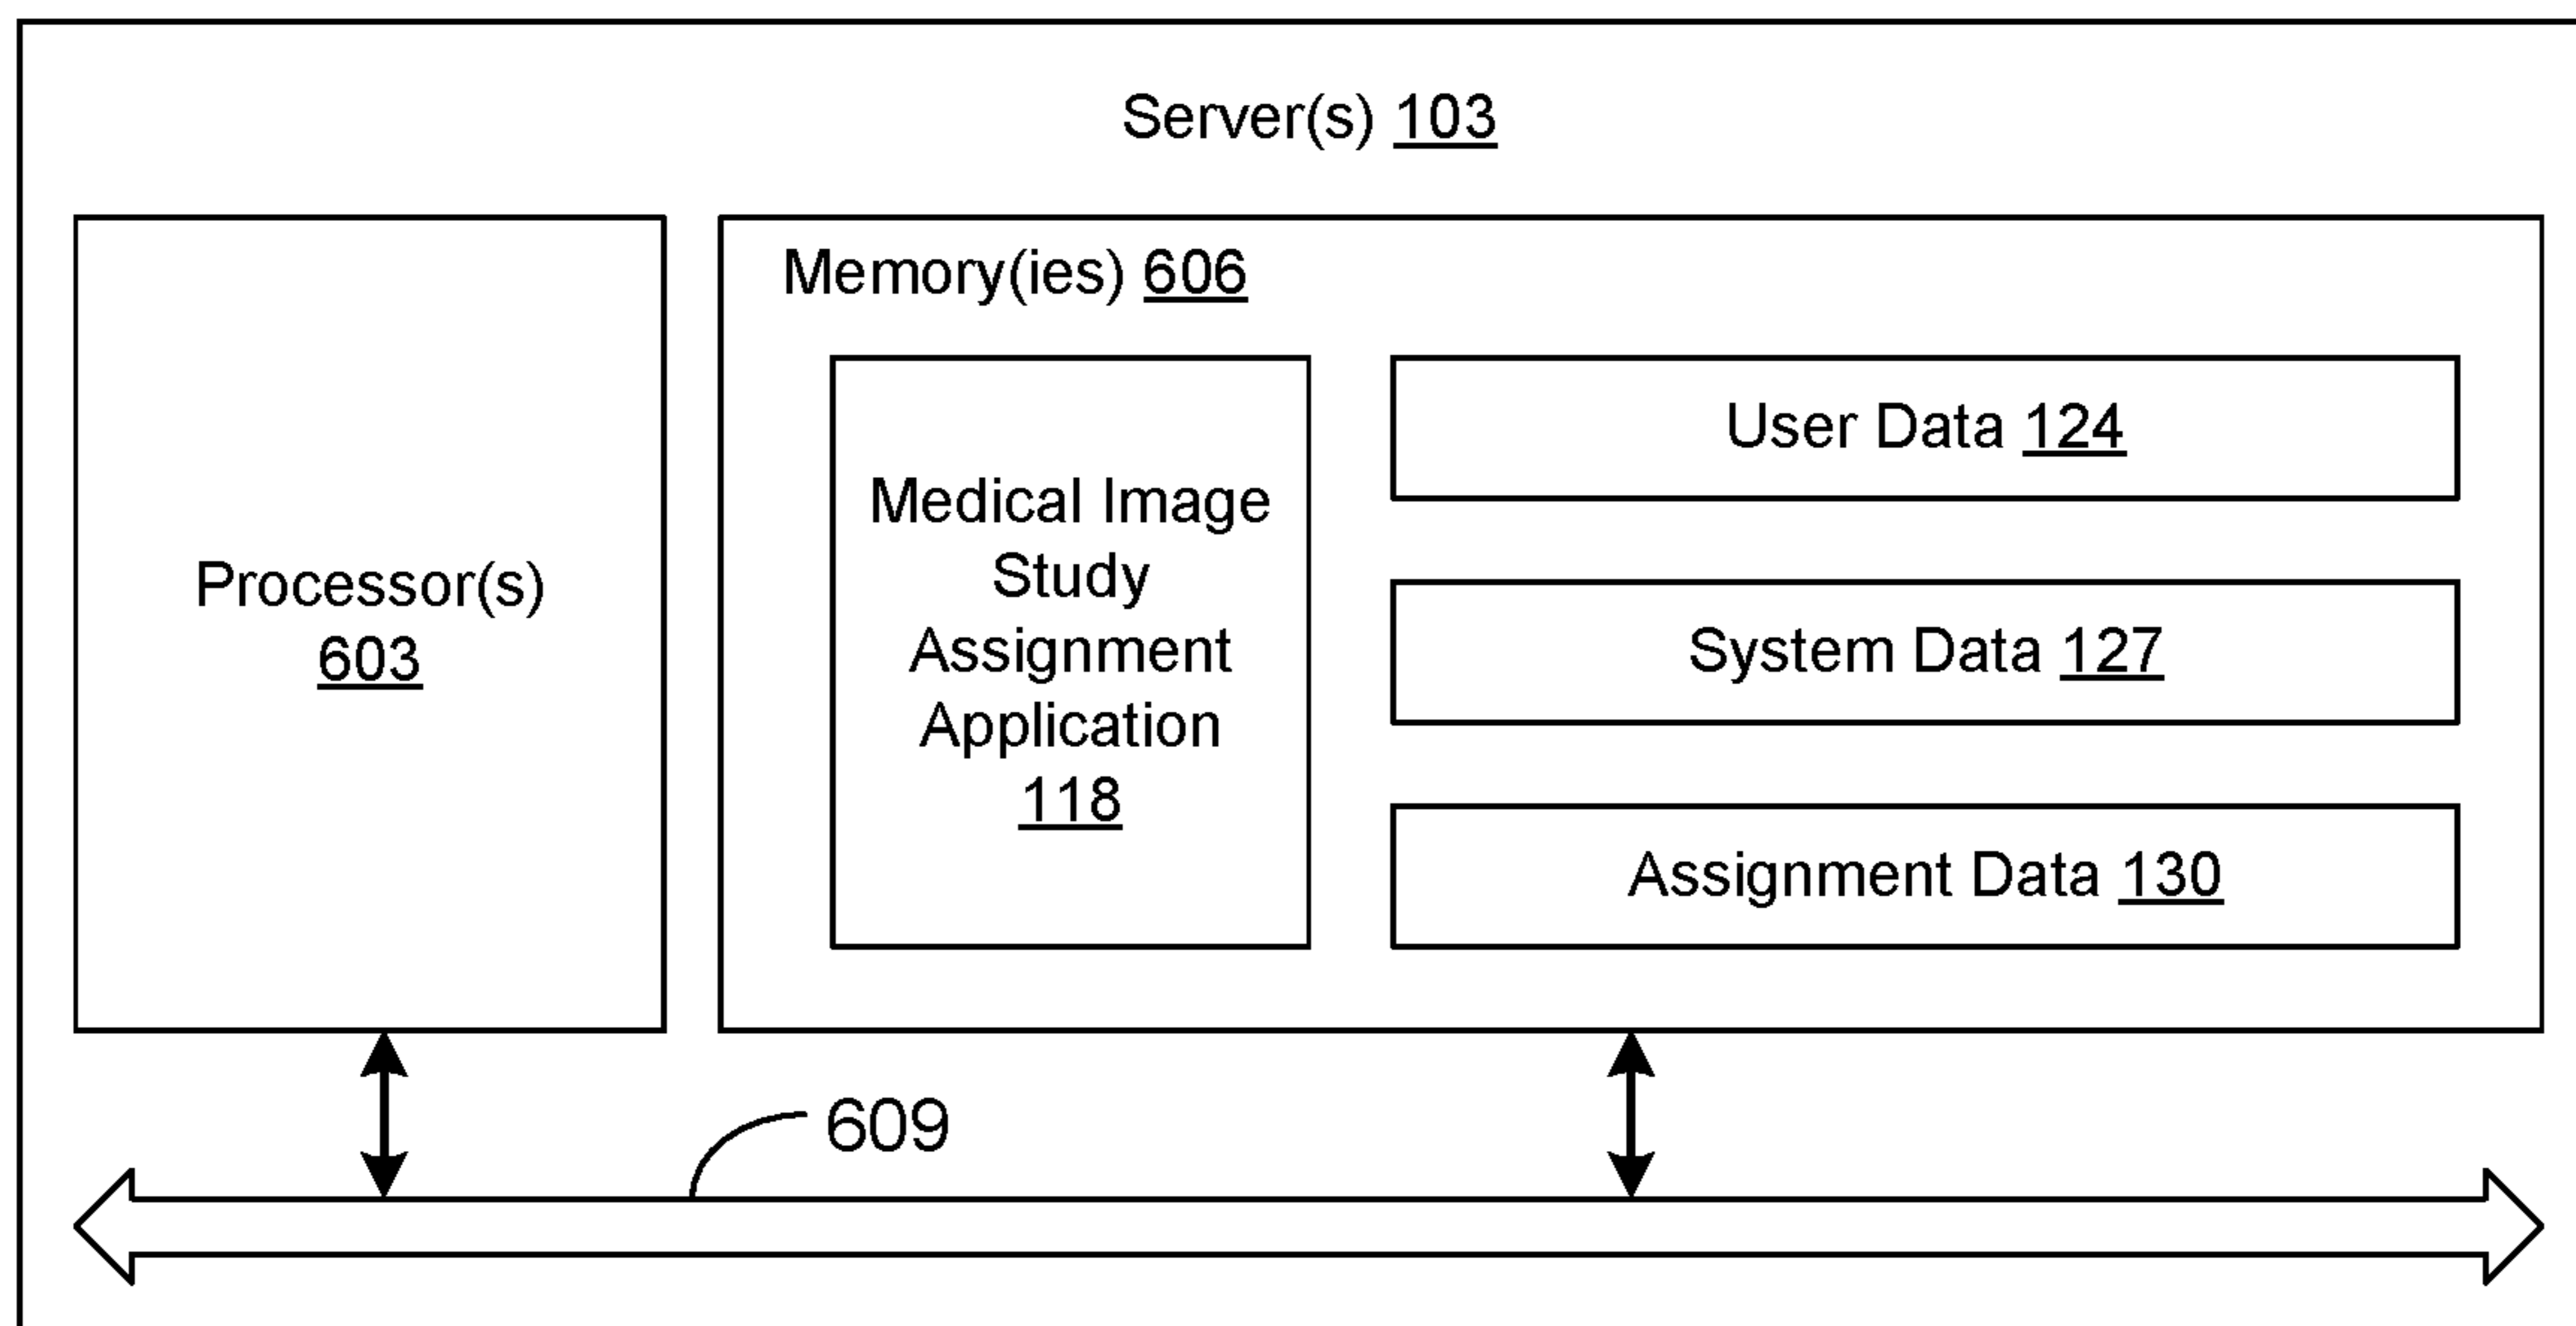 Server(s) 103
Memory(ies) 606
Processor(s)
603
Medical Image
Study
Assignment
Application
118
User Data 124
System Data 127
Assignment Data 130
609